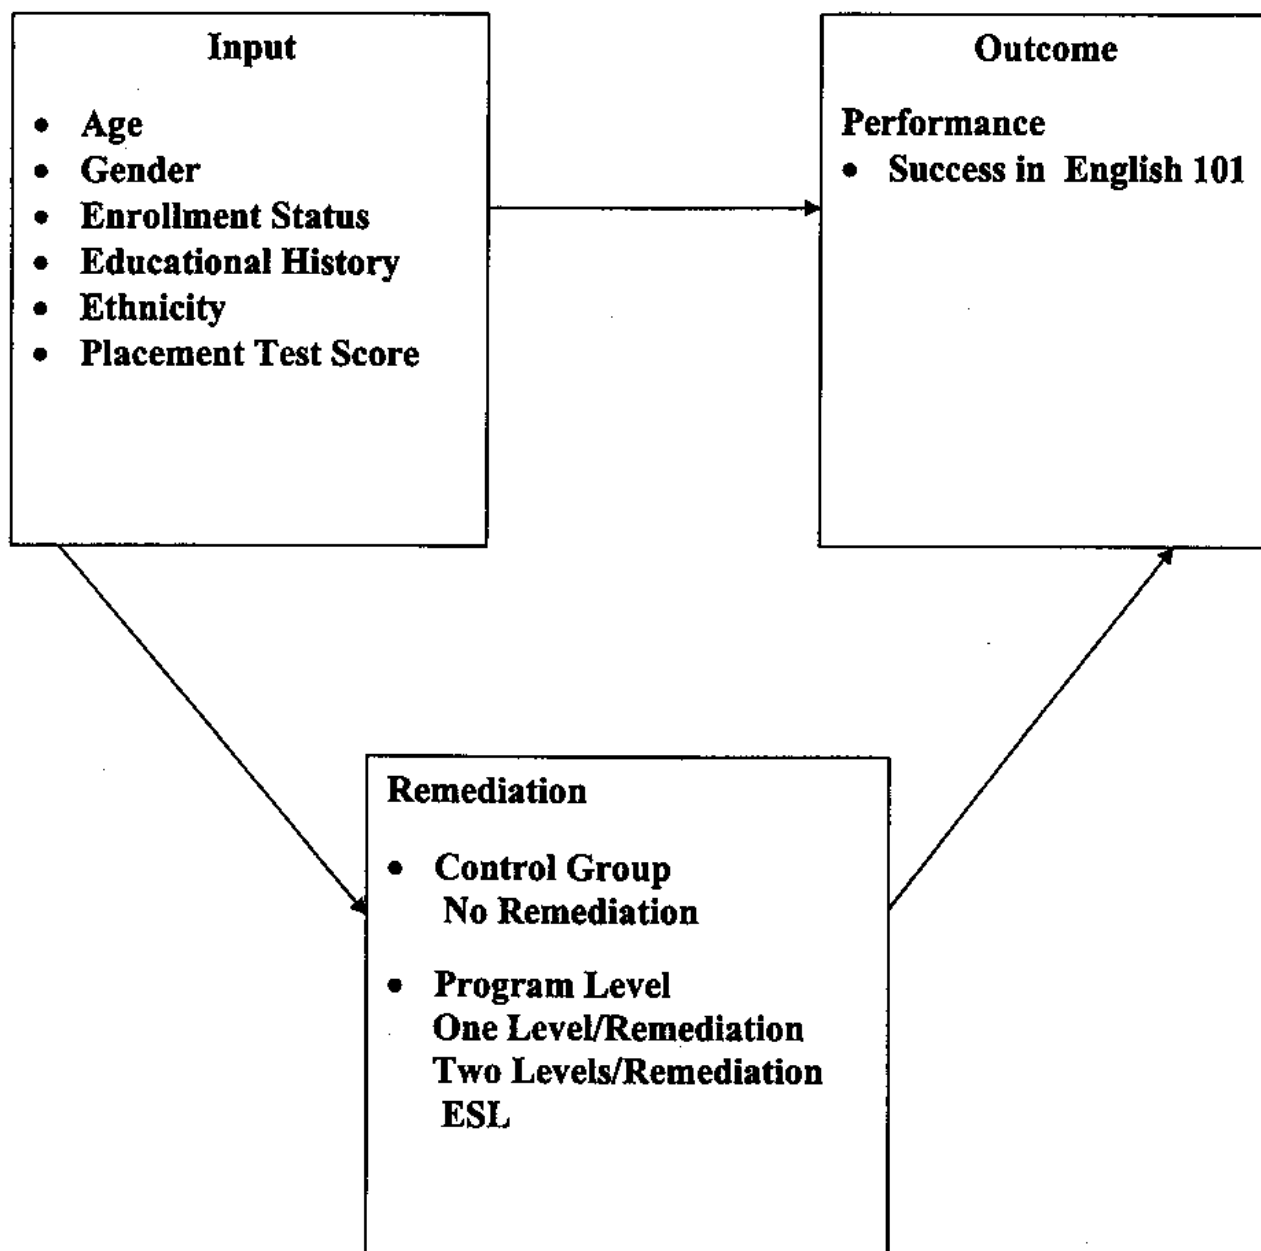 Input
• Age
• Gender
• Enrollment Status
• Educational History
• Ethnicity
• Placement Test Score
Outcome
Performance
• Success in English 101
Remediation
• Control Group
No Remediation
• Program Level
One Level/Remediation
Two Levels/Remediation
ESL